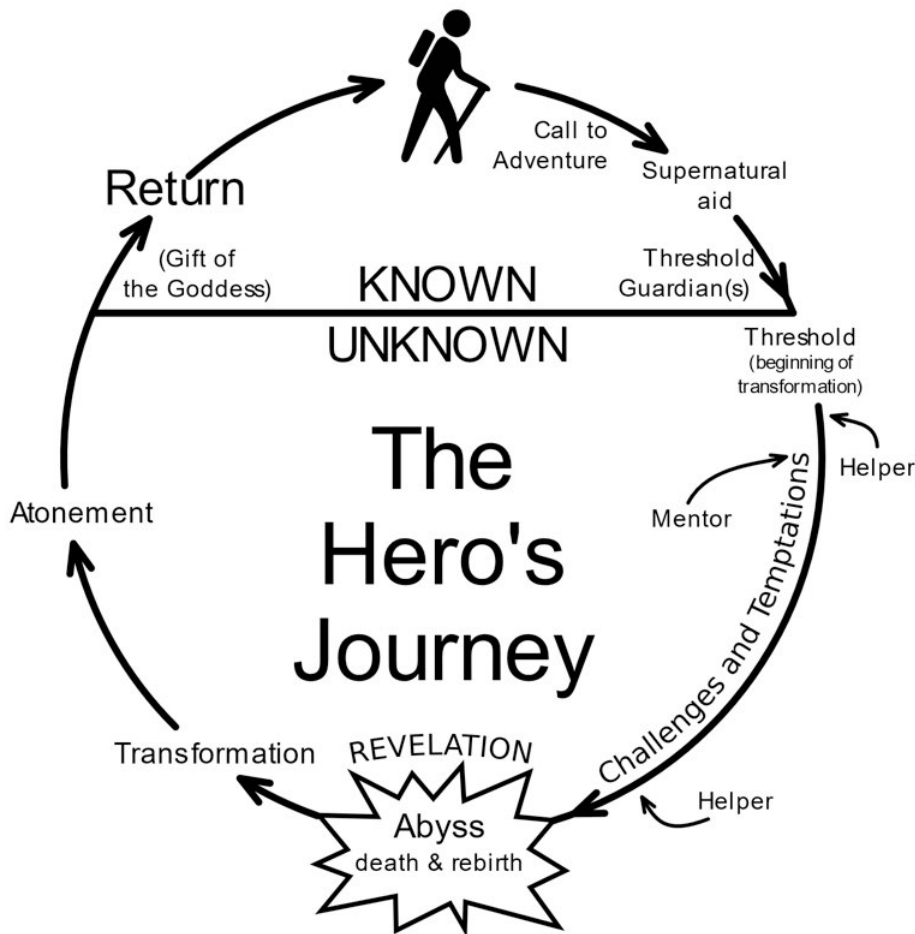 Call to
Adventure
Supernatural
aid
Return
(Gift of
the Goddess)
KNOWN
Threshold
Guardian(s)
UNKNOWN
Threshold
(beginning of
transformation)
The
Hero's
Journey
Helper
Mentor
Challenges and Temptations
Atonement
Transformation
REVELATION
Abyss
death & rebirth
Helper